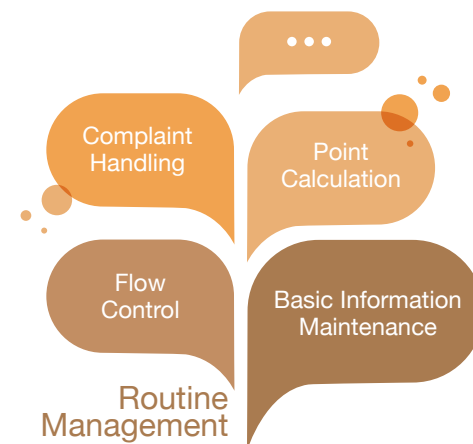 Complaint
Handling
Point
Calculation
Flow
Control
Basic Information
Maintenance
Routine
Management